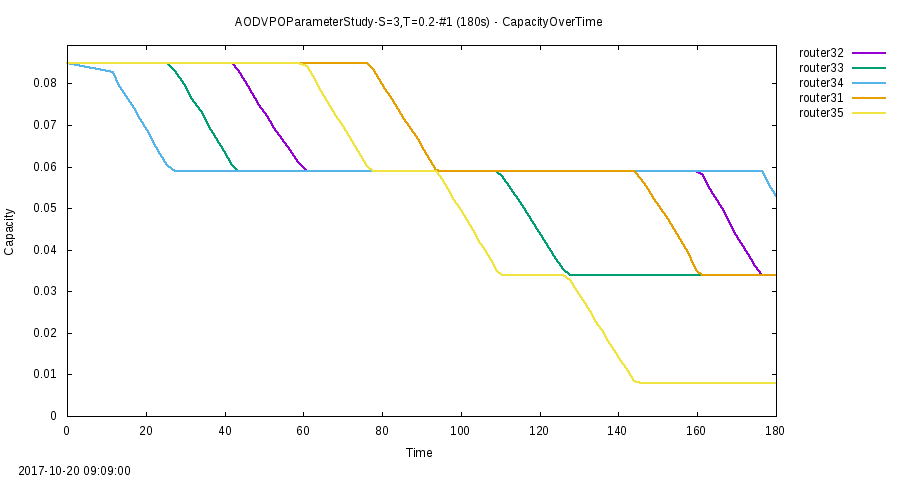 AODVPOParameterStudy-S=3,T=0.2-#1 (180s) - CapacityOverTime
router32
router33
router34
router31
router35
0.08
0.07
0.06
0.05
0.04
0.03
0.02
0.01
0
Capacity
0 20 40 60 80 100 120 140 160 180
Time
2017-10-20 09:09:00